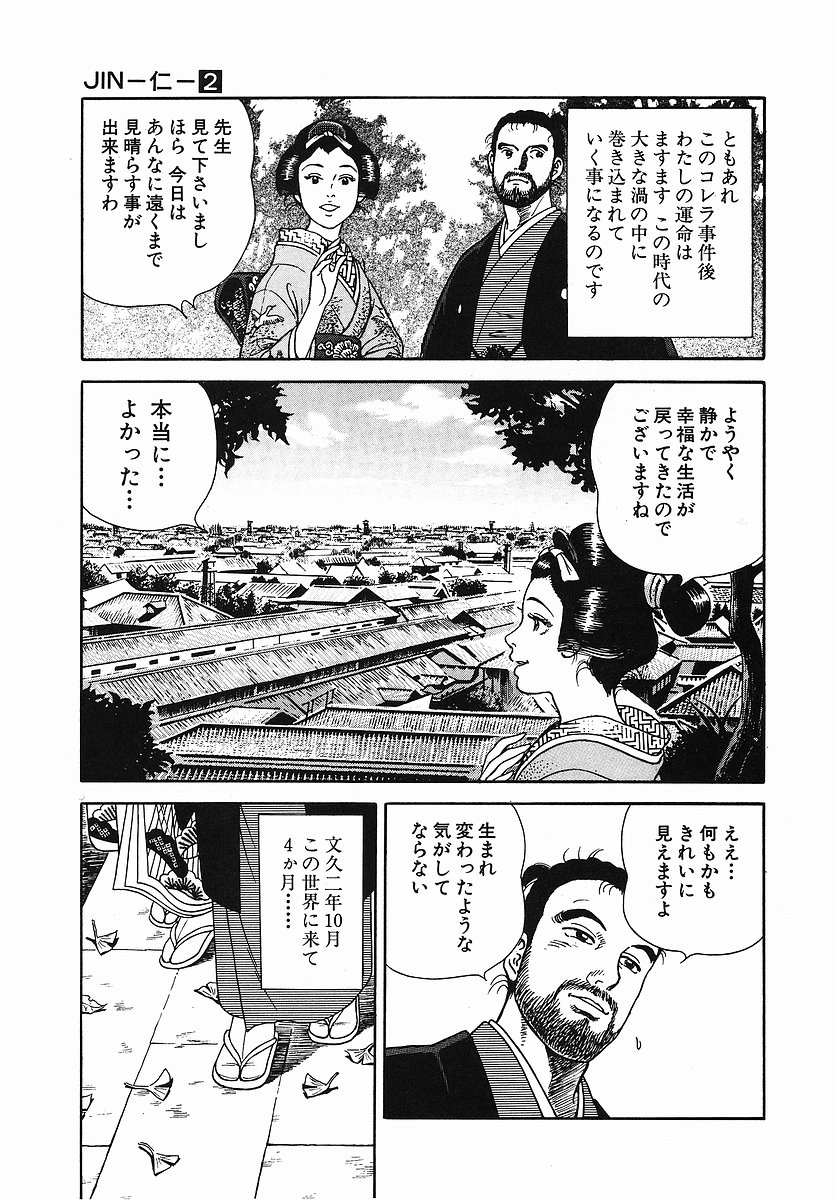 JIN－仁－2
ともあれ
このコレラ事件後
わたしの運命は
ますます この時代の
大きな渦の中に
巻き込まれて
いく事になるのです
先生
見て下さいまし
ほら 今日は
あんなに遠くまで
見晴らす事が
出来ますわ
ようやく
静かで
幸福な生活が
戻ってきたので
ございますね
本当に…
よかった…
ええ…
何もかも
きれいに
見えますよ
生まれ
変わったような
気がして
ならない
文久二年10月
この世界に来て
4か月……